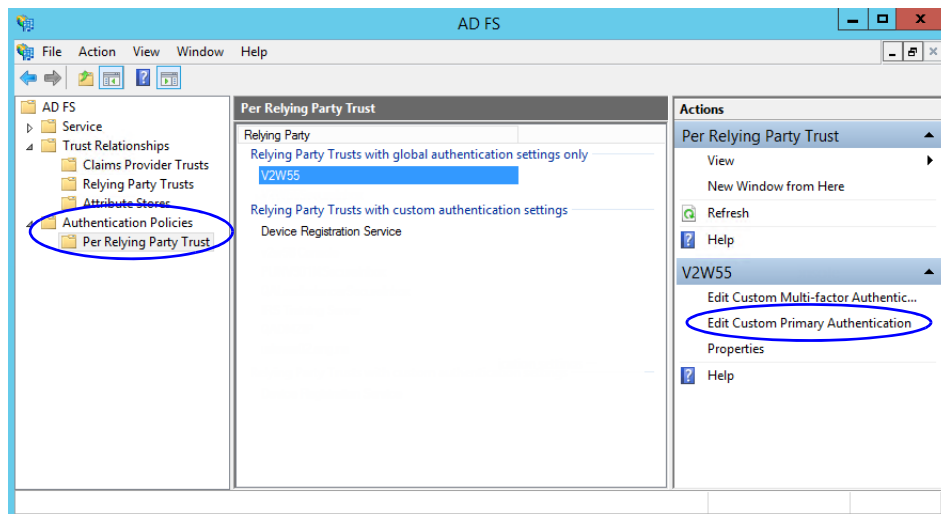 AD FS
File Action View Window Help
AD FS
Service
Trust Relationships
Claims Provider Trusts
Relying Party Trusts
Attribute Stores
Authentication Policies
Per Relying Party Trust
Per Relying Party Trust
Relying Party
Relying Party Trusts with global authentication settings only
V2W55
Relying Party Trusts with custom authentication settings
Device Registration Service
Actions
Per Relying Party Trust
View
New Window from Here
Refresh
Help
V2W55
Edit Custom Multi-factor Authentic...
Edit Custom Primary Authentication
Properties
Help